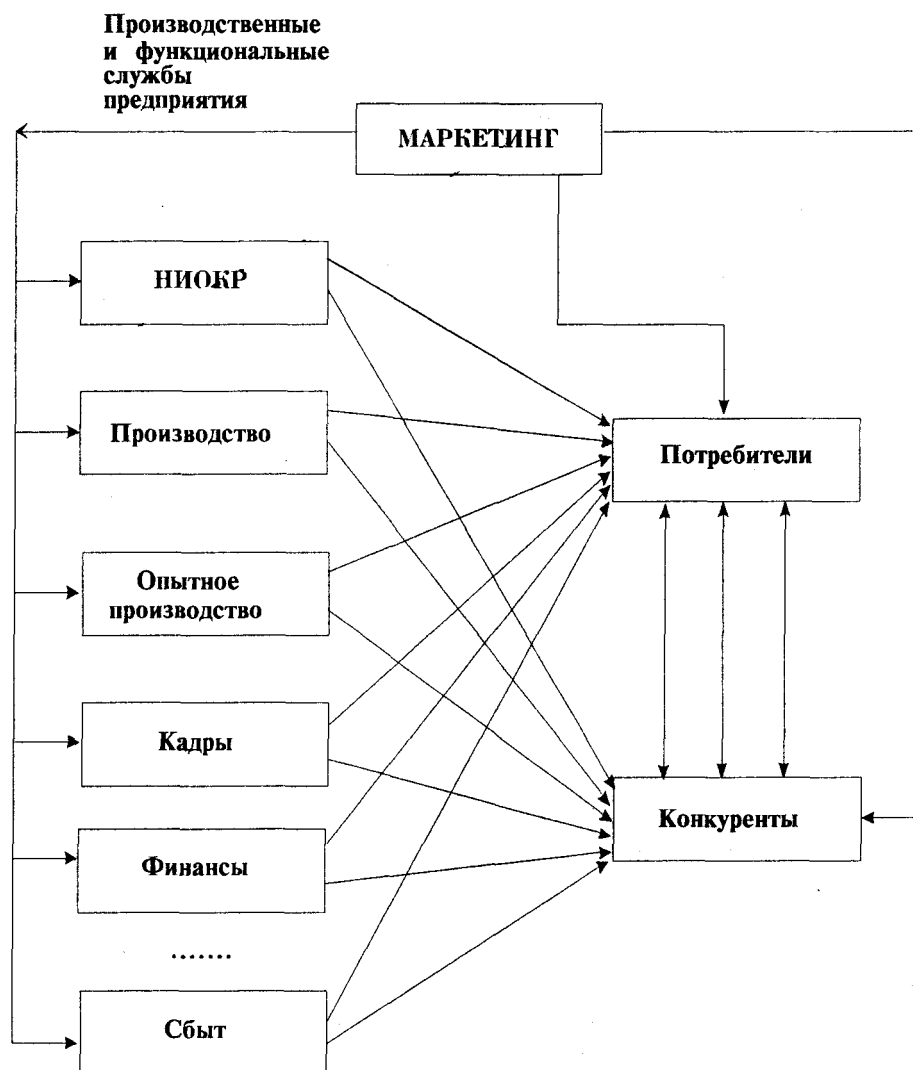 Производственные
и функциональные
службы
предприятия
МАРКЕТИНГ
НИОКР
Производство
Потребители
Опытное
производство
Кадры
Конкуренты
Финансы
.......
Сбыт